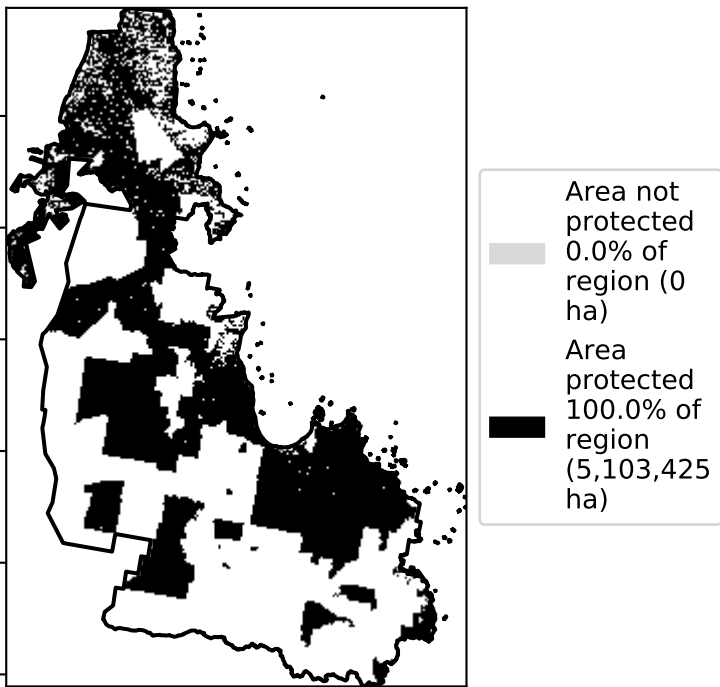 Area not
protected
0.0% of
region (0
ha)
Area
protected
100.0% of
region
(5,103,425
ha)